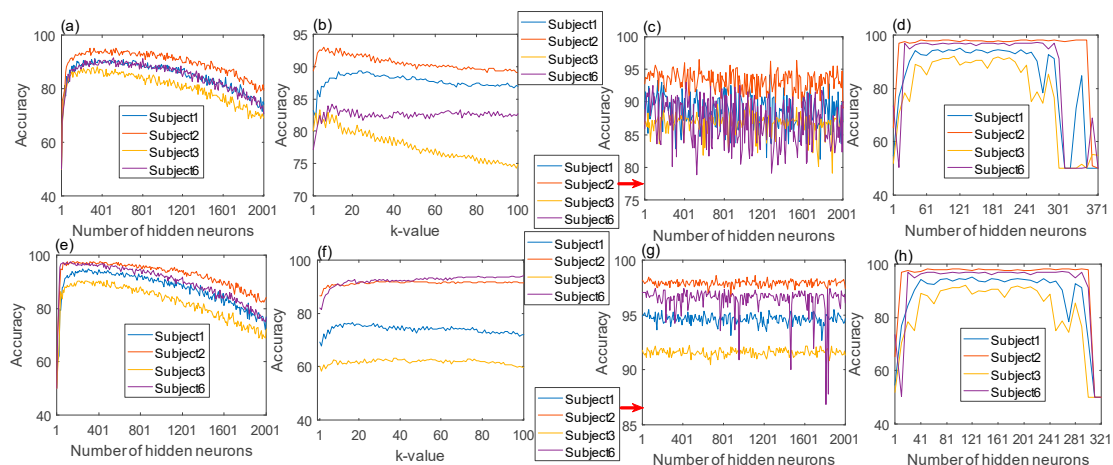 (a)
Accuracy
100
80
60
40
1 401 801 1201 1601 2001
Number of hidden neurons
Subject1
Subject2
Subject3
Subject6
(b)
Accuracy
95
90
85
80
75
70
1 20 40 60 80 100
k-value
Subject1
Subject2
Subject3
Subject6
(c)
Accuracy
100
95
90
85
80
75
1 401 801 1201 1601 2001
Number of hidden neurons
Subject1
Subject2
Subject3
Subject6
(d)
Accuracy
100
80
60
40
1 61 121 181 241 301 371
Number of hidden neurons
Subject1
Subject2
Subject3
Subject6
(e)
Accuracy
100
80
60
40
1 401 801 1201 1601 2001
Number of hidden neurons
Subject1
Subject2
Subject3
Subject6
(f)
Accuracy
100
80
60
40
1 20 40 60 80 100
k-value
Subject1
Subject2
Subject3
Subject6
(g)
Accuracy
100
95
90
85
1 401 801 1201 1601 2001
Number of hidden neurons
Subject1
Subject2
Subject3
Subject6
(h)
Accuracy
100
80
60
40
1 41 81 121 161 201 241 281 321
Number of hidden neurons
Subject1
Subject2
Subject3
Subject6